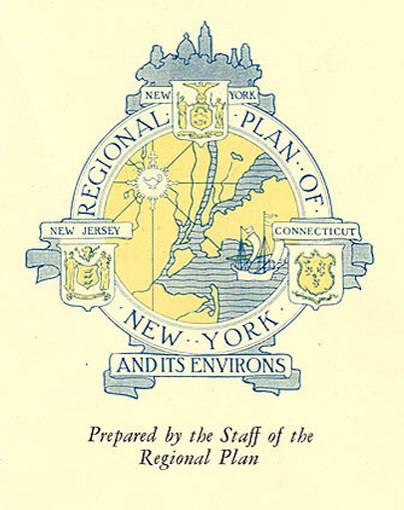 NEW YORK
REGIONAL · PLAN · OF ·
NEW JERSEY
CONNECTICUT
· NEW · YORK ·
AND ITS ENVIRONS
Prepared by the Staff of the
Regional Plan